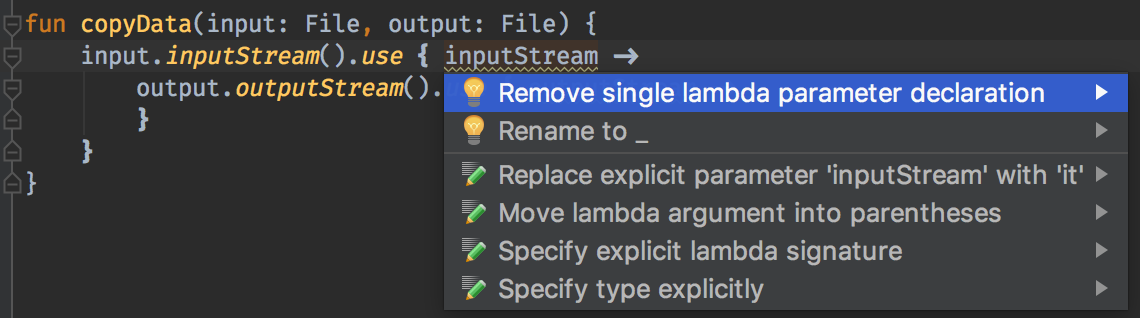 fun copyData(input: File, output: File) {
input.inputStream().use { inputStream →
output.outputStream().
}
}
}
Remove single lambda parameter declaration
Rename to _
Replace explicit parameter 'inputStream' with 'it'
Move lambda argument into parentheses
Specify explicit lambda signature
Specify type explicitly